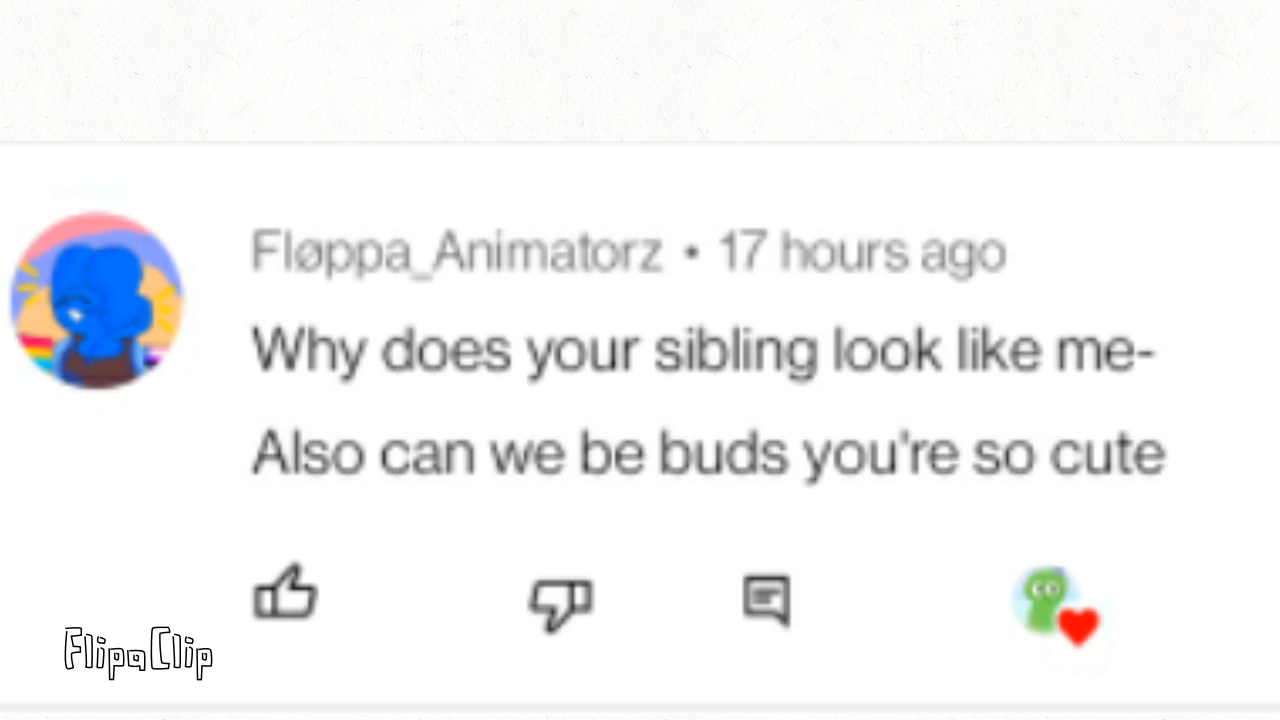 Fløppa_Animatorz • 17 hours ago
Why does your sibling look like me-
Also can we be buds you're so cute
FlipaClip